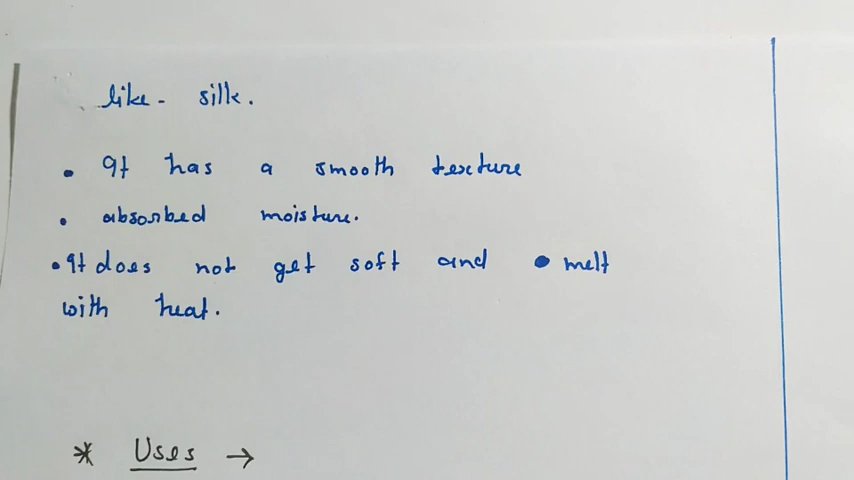 like - silk.
• It has a smooth texture
• absorbed moisture.
• It does not get soft and • melt
with heat.
* Uses →